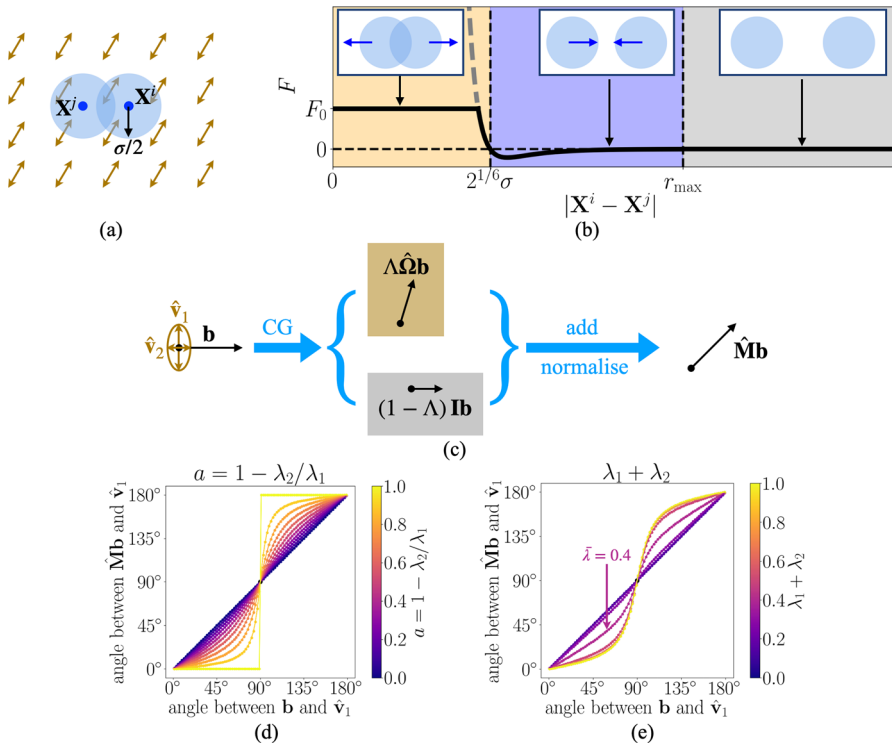 X^j
X^i
σ/2
(a)
F
F_0
0
0
2^{1/6}σ
r_max
|X^i − X^j|
(b)
v̂_1
v̂_2
b
CG
ΛΩ̂b
(1 − Λ) Ib
add
normalise
M̂b
(c)
a = 1 − λ_2/λ_1
angle between M̂b and v̂_1
180°
135°
90°
45°
0°
0° 45° 90° 135° 180°
angle between b and v̂_1
1.0
0.8
0.6
0.4
0.2
0.0
a = 1 − λ_2/λ_1
(d)
λ_1 + λ_2
angle between M̂b and v̂_1
180°
135°
90°
45°
0°
λ̄ = 0.4
0° 45° 90° 135° 180°
angle between b and v̂_1
1.0
0.8
0.6
0.4
0.2
0.0
λ_1 + λ_2
(e)